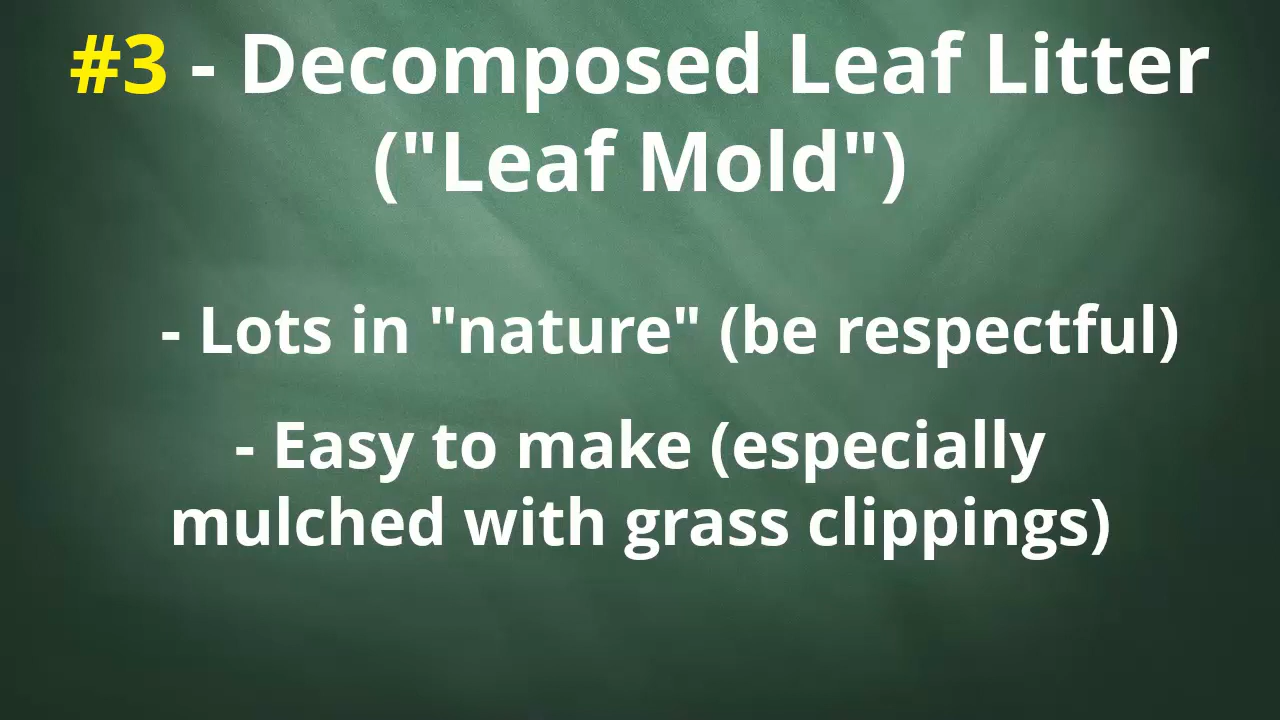 #3 - Decomposed Leaf Litter
("Leaf Mold")
- Lots in "nature" (be respectful)
- Easy to make (especially
mulched with grass clippings)